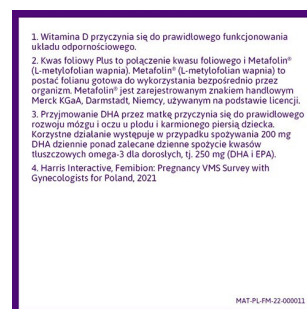 1. Witamina D przyczynia się do prawidłowego funkcjonowania
układu odpornościowego.
2. Kwas foliowy Plus to połączenie kwasu foliowego i Metafolin®
(L-metylofolian wapnia). Metafolin® (L-metylofolian wapnia) to
postać folianu gotowa do wykorzystania bezpośrednio przez
organizm. Metafolin® jest zarejestrowanym znakiem handlowym
Merck KGaA, Darmstadt, Niemcy, używanym na podstawie licencji.
3. Przyjmowanie DHA przez matkę przyczynia się do prawidłowego
rozwoju mózgu i oczu u płodu i karmionego piersią dziecka.
Korzystne działanie występuje w przypadku spożywania 200 mg
DHA dziennie ponad zalecane dzienne spożycie kwasów
tłuszczowych omega-3 dla dorosłych, tj. 250 mg (DHA i EPA).
4. Harris Interactive, Femibion: Pregnancy VMS Survey with
Gynecologists for Poland, 2021
MAT-PL-FM-22-000011